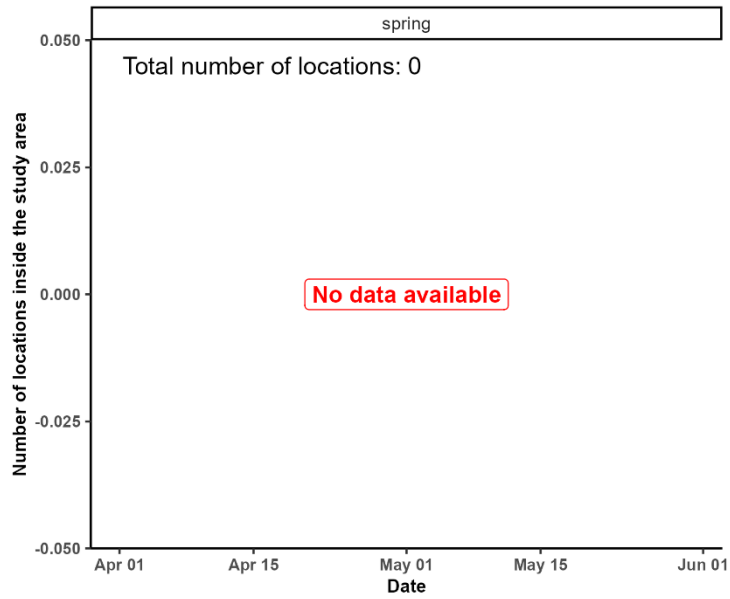 spring
Total number of locations: 0
Number of locations inside the study area
0.050
0.025
0.000
-0.025
-0.050
No data available
Apr 01
Apr 15
May 01
May 15
Jun 01
Date